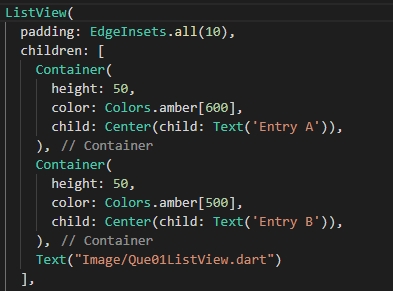 ListView(
  padding: EdgeInsets.all(10),
  children: [
    Container(
      height: 50,
      color: Colors.amber[600],
      child: Center(child: Text('Entry A')),
    ), // Container
    Container(
      height: 50,
      color: Colors.amber[500],
      child: Center(child: Text('Entry B')),
    ), // Container
    Text("Image/Que01ListView.dart")
  ],